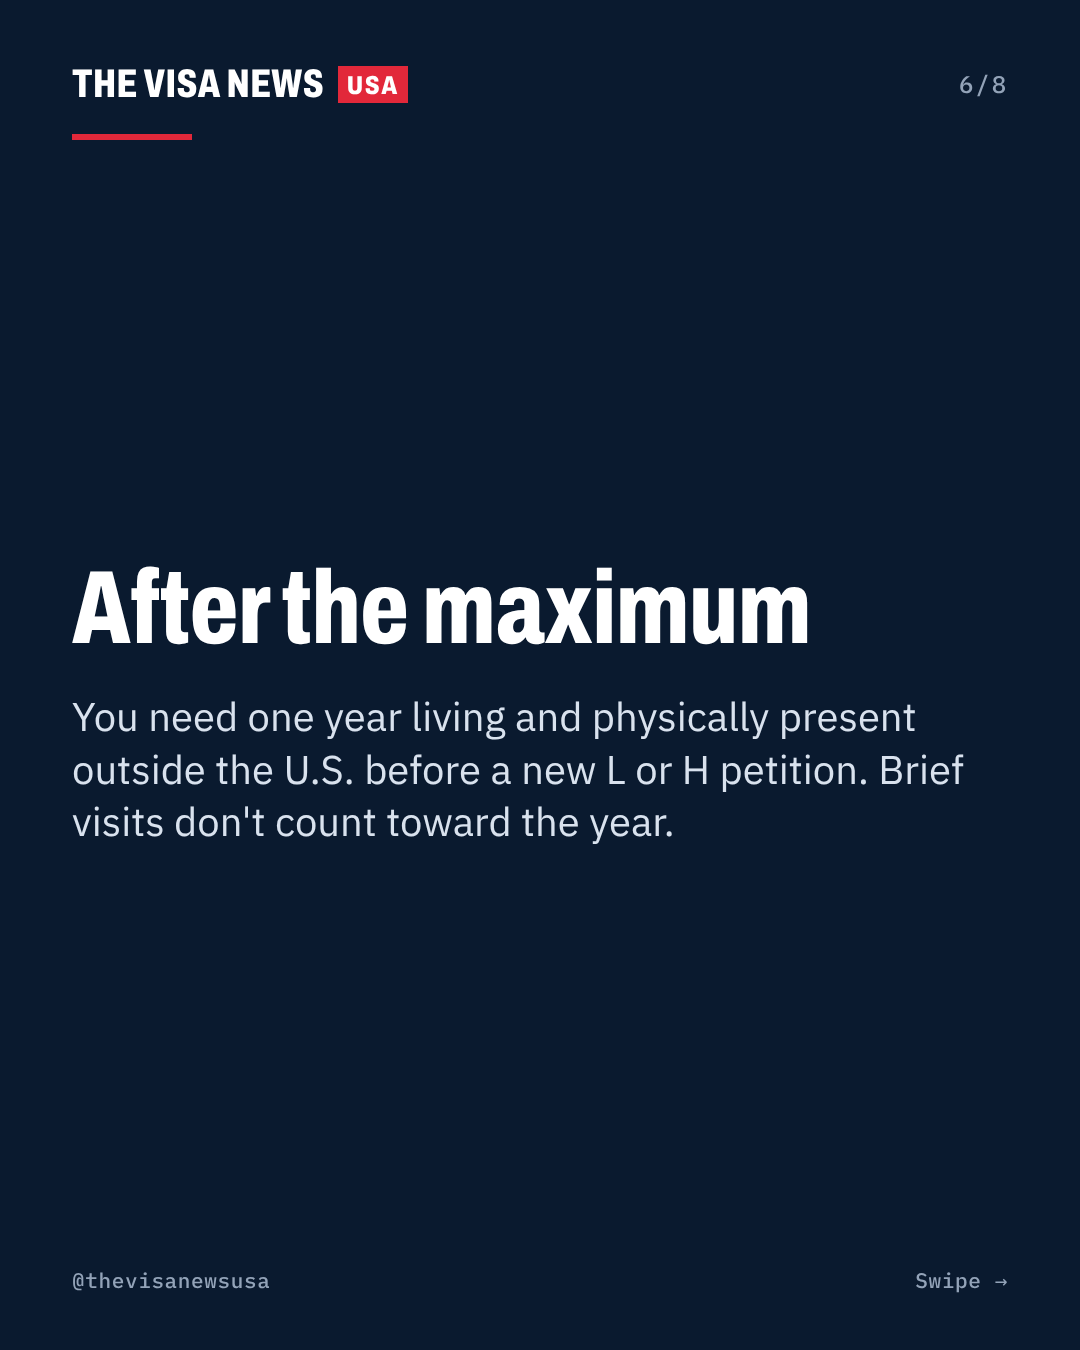 THE VISA NEWS USA
6/8
After the maximum
You need one year living and physically present
outside the U.S. before a new L or H petition. Brief
visits don't count toward the year.
@thevisanewsusa
Swipe →